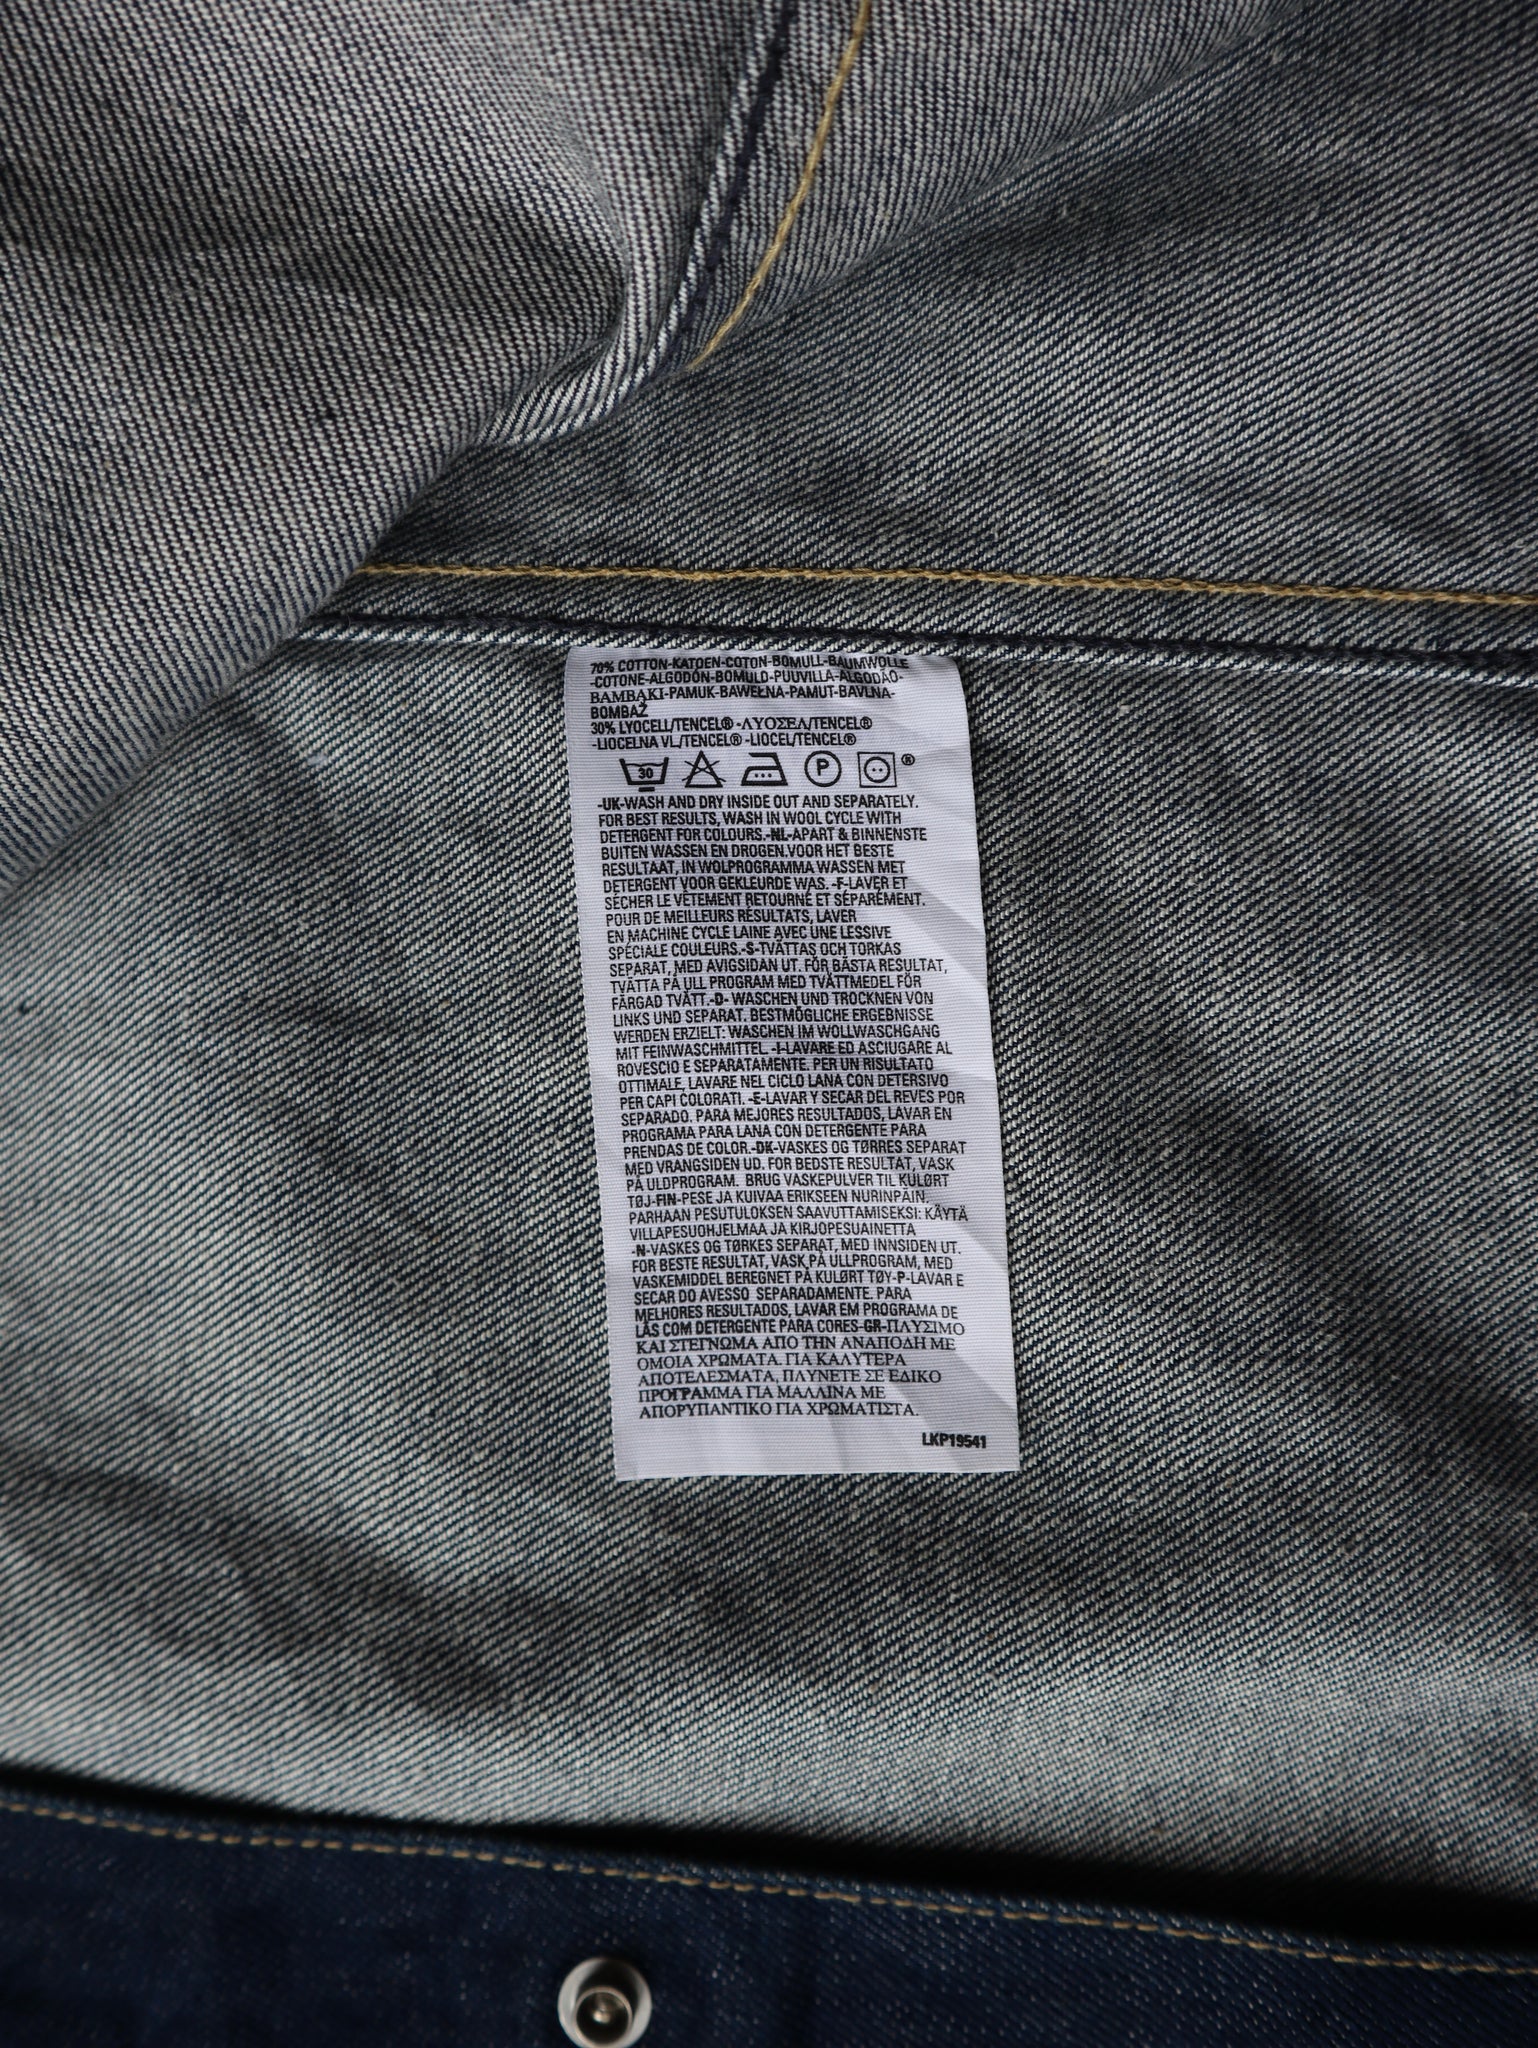 70% COTTON-KATOEN-COTON-BOMULL-BAUMWOLLE
-COTONE-ALGODÓN-BOMULD-PUUVILLA-ALGODÃO-
BAMBAKI-PAMUK-BAWEŁNA-PAMUT-BAVLNA-
BOMBAŽ
30% LYOCELL/TENCEL® -ΛΥΟΣΕΛ/TENCEL®
-LIOCELNA VL./TENCEL® -LIOCEL/TENCEL®
30 P ®
-UK-WASH AND DRY INSIDE OUT AND SEPARATELY.
FOR BEST RESULTS, WASH IN WOOL CYCLE WITH
DETERGENT FOR COLOURS.-NL-APART & BINNENSTE
BUITEN WASSEN EN DROGEN.VOOR HET BESTE
RESULTAAT, IN WOLPROGRAMMA WASSEN MET
DETERGENT VOOR GEKLEURDE WAS. -F-LAVER ET
SÉCHER LE VÊTEMENT RETOURNÉ ET SÉPARÉMENT.
POUR DE MEILLEURS RÉSULTATS, LAVER
EN MACHINE CYCLE LAINE AVEC UNE LESSIVE
SPÉCIALE COULEURS.-S-TVÄTTAS OCH TORKAS
SEPARAT, MED AVIGSIDAN UT. FÖR BÄSTA RESULTAT,
TVÄTTA PÅ ULL PROGRAM MED TVÄTTMEDEL FÖR
FÄRGAD TVÄTT.-D- WASCHEN UND TROCKNEN VON
LINKS UND SEPARAT. BESTMÖGLICHE ERGEBNISSE
WERDEN ERZIELT: WASCHEN IM WOLLWASCHGANG
MIT FEINWASCHMITTEL. -I-LAVARE ED ASCIUGARE AL
ROVESCIO E SEPARATAMENTE. PER UN RISULTATO
OTTIMALE, LAVARE NEL CICLO LANA CON DETERSIVO
PER CAPI COLORATI. -E-LAVAR Y SECAR DEL REVES POR
SEPARADO. PARA MEJORES RESULTADOS, LAVAR EN
PROGRAMA PARA LANA CON DETERGENTE PARA
PRENDAS DE COLOR.-DK-VASKES OG TØRRES SEPARAT
MED VRANGSIDEN UD. FOR BEDSTE RESULTAT, VASK
PÅ ULDPROGRAM. BRUG VASKEPULVER TIL KULØRT
TØJ-FIN-PESE JA KUIVAA ERIKSEEN NURINPÄIN.
PARHAAN PESUTULOKSEN SAAVUTTAMISEKSI: KÄYTÄ
VILLAPESUOHJELMAA JA KIRJOPESUAINETTA
-N-VASKES OG TØRKES SEPARAT, MED INNSIDEN UT.
FOR BESTE RESULTAT, VASK PÅ ULLPROGRAM, MED
VASKEMIDDEL BEREGNET PÅ KULØRT TØY-P-LAVAR E
SECAR DO AVESSO SEPARADAMENTE. PARA
MELHORES RESULTADOS, LAVAR EM PROGRAMA DE
LÃS COM DETERGENTE PARA CORES-GR-ΠΛΥΣΙΜΟ
ΚΑΙ ΣΤΕΓΝΩΜΑ ΑΠΟ ΤΗΝ ΑΝΑΠΟΔΗ ΜΕ
ΟΜΟΙΑ ΧΡΩΜΑΤΑ. ΓΙΑ ΚΑΛΥΤΕΡΑ
ΑΠΟΤΕΛΕΣΜΑΤΑ, ΠΛΥΝΕΤΕ ΣΕ ΕΔΙΚΟ
ΠΡΟΓΡΑΜΜΑ ΓΙΑ ΜΑΛΛΙΝΑ ΜΕ
ΑΠΟΡΥΠΑΝΤΙΚΟ ΓΙΑ ΧΡΩΜΑΤΙΣΤΑ.
LKP19541